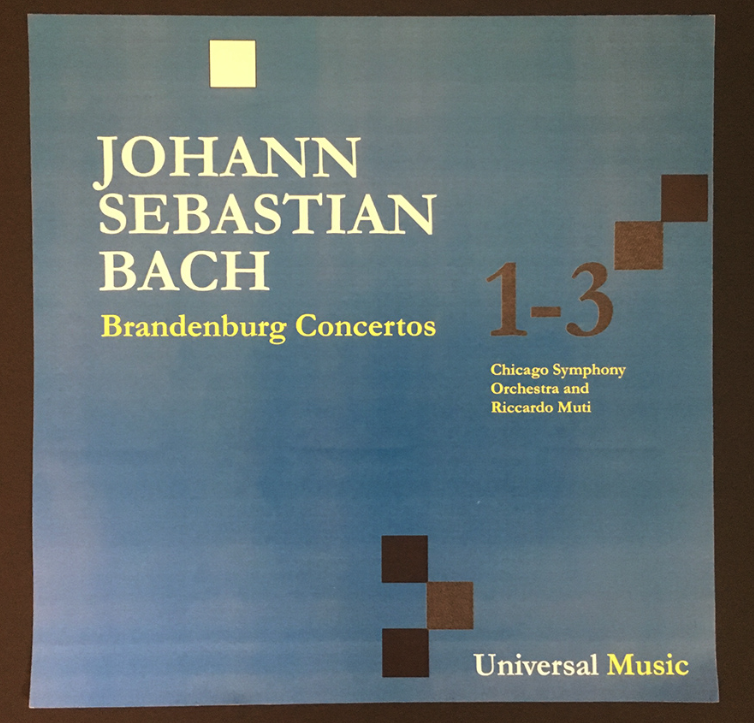 JOHANN
SEBASTIAN
BACH
Brandenburg Concertos
1-3
Chicago Symphony
Orchestra and
Riccardo Muti
Universal Music